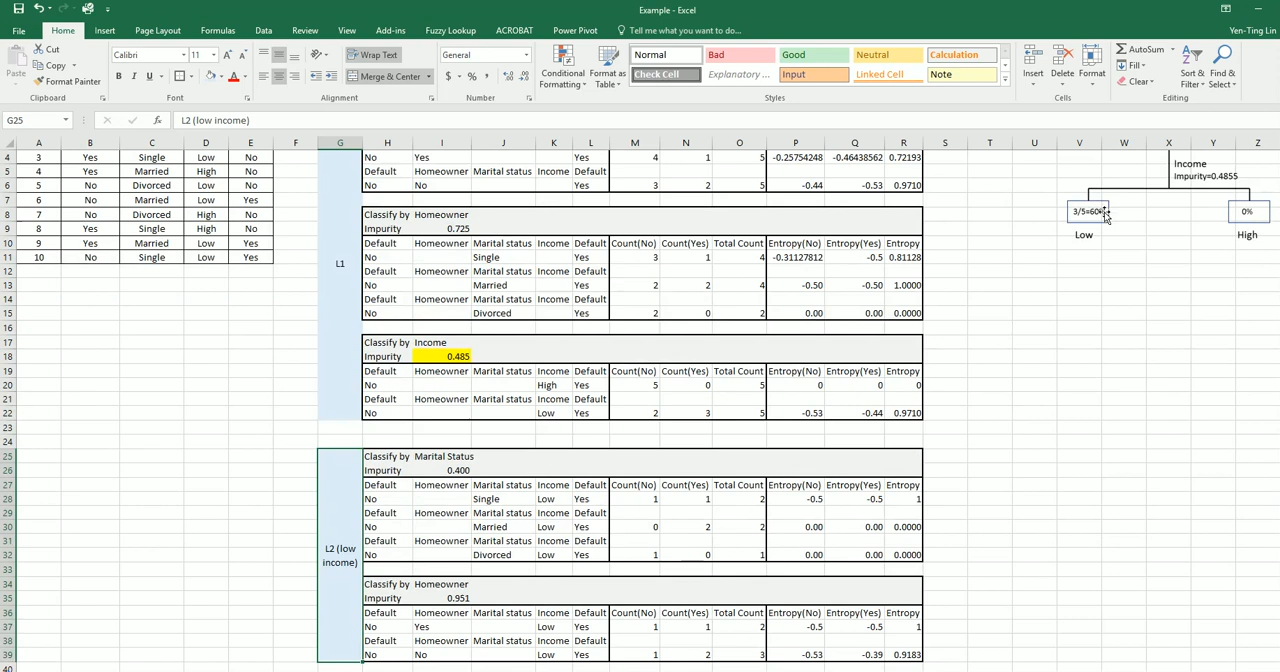 Example - Excel
File Home Insert Page Layout Formulas Data Review View Add-ins Fuzzy Lookup ACROBAT Power Pivot Tell me what you want to do... Yen-Ting Lin
Paste Cut Copy Format Painter Clipboard
Calibri 11 B I U A Font
Wrap Text Merge & Center Alignment
General $ % Number
Conditional Formatting Format as Table
Normal Bad Good Neutral Calculation
Check Cell Explanatory ... Input Linked Cell Note
Styles
Insert Delete Format Cells
AutoSum Fill Clear Sort & Filter Find & Select Editing
G25 fx L2 (low income)
A B C D E F G H I J K L M N O P Q R S T U V W X Y Z
4 3 Yes Single Low No No Yes Yes 4 1 5 -0.25754248 -0.46438562 0.72193
5 4 Yes Married High No Default Homeowner Marital status Income Default
6 5 No Divorced Low No No No Yes 3 2 5 -0.44 -0.53 0.9710
7 6 No Married Low Yes
8 7 No Divorced High No Classify by Homeowner
9 8 Yes Single High No Impurity 0.725
10 9 Yes Married Low Yes Default Homeowner Marital status Income Default Count(No) Count(Yes) Total Count Entropy(No) Entropy(Yes) Entropy
11 10 No Single Low Yes No Single Yes 3 1 4 -0.31127812 -0.5 0.81128
12 Default Homeowner Marital status Income Default
13 No Married Yes 2 2 4 -0.50 -0.50 1.0000
14 Default Homeowner Marital status Income Default
15 No Divorced Yes 2 0 2 0.00 0.00 0.0000
16
17 Classify by Income
18 Impurity 0.485
19 Default Homeowner Marital status Income Default Count(No) Count(Yes) Total Count Entropy(No) Entropy(Yes) Entropy
20 No High Yes 5 0 5 0 0 0
21 Default Homeowner Marital status Income Default
22 No Low Yes 2 3 5 -0.53 -0.44 0.9710
L1
23
24
25 Classify by Marital Status
26 Impurity 0.400
27 Default Homeowner Marital status Income Default Count(No) Count(Yes) Total Count Entropy(No) Entropy(Yes) Entropy
28 No Single Low Yes 1 1 2 -0.5 -0.5 1
29 Default Homeowner Marital status Income Default
30 No Married Low Yes 0 2 2 0.00 0.00 0.0000
31 Default Homeowner Marital status Income Default
32 No Divorced Low Yes 1 0 1 0.00 0.00 0.0000
L2 (low
income)
33
34 Classify by Homeowner
35 Impurity 0.951
36 Default Homeowner Marital status Income Default Count(No) Count(Yes) Total Count Entropy(No) Entropy(Yes) Entropy
37 No Yes Low Yes 1 1 2 -0.5 -0.5 1
38 Default Homeowner Marital status Income Default
39 No No Low Yes 1 2 3 -0.53 -0.39 0.9183
40
Income
Impurity=0.4855
3/5=60% 0%
Low High